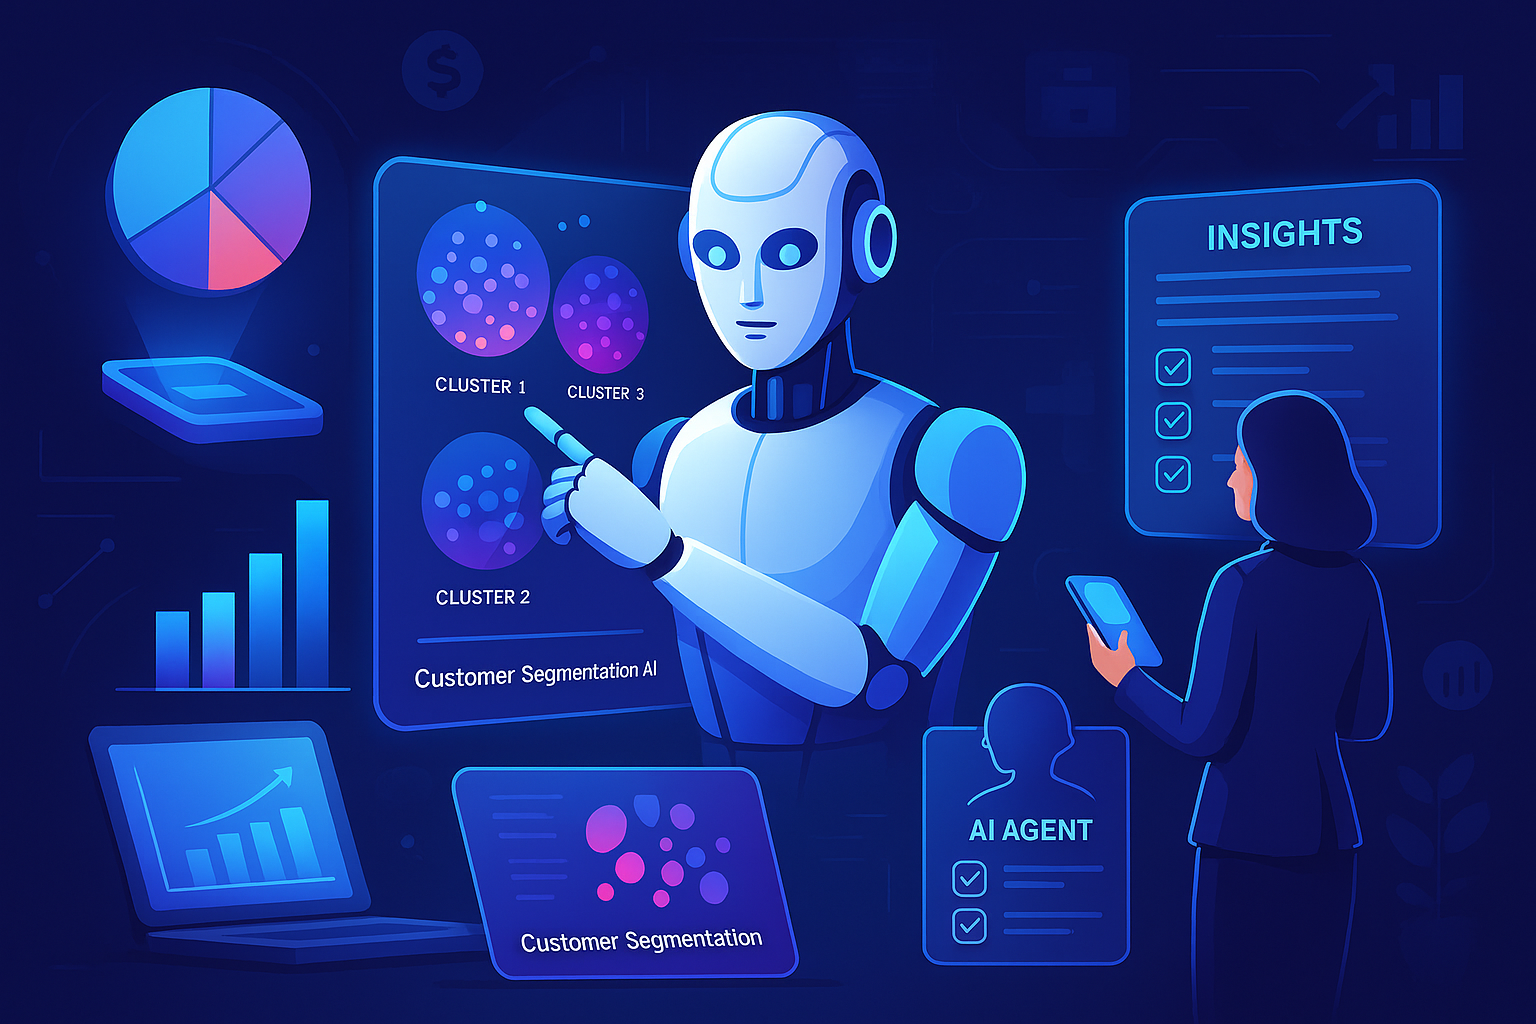 $
INSIGHTS
CLUSTER 1
CLUSTER 3
CLUSTER 2
Customer Segmentation AI
AI AGENT
Customer Segmentation